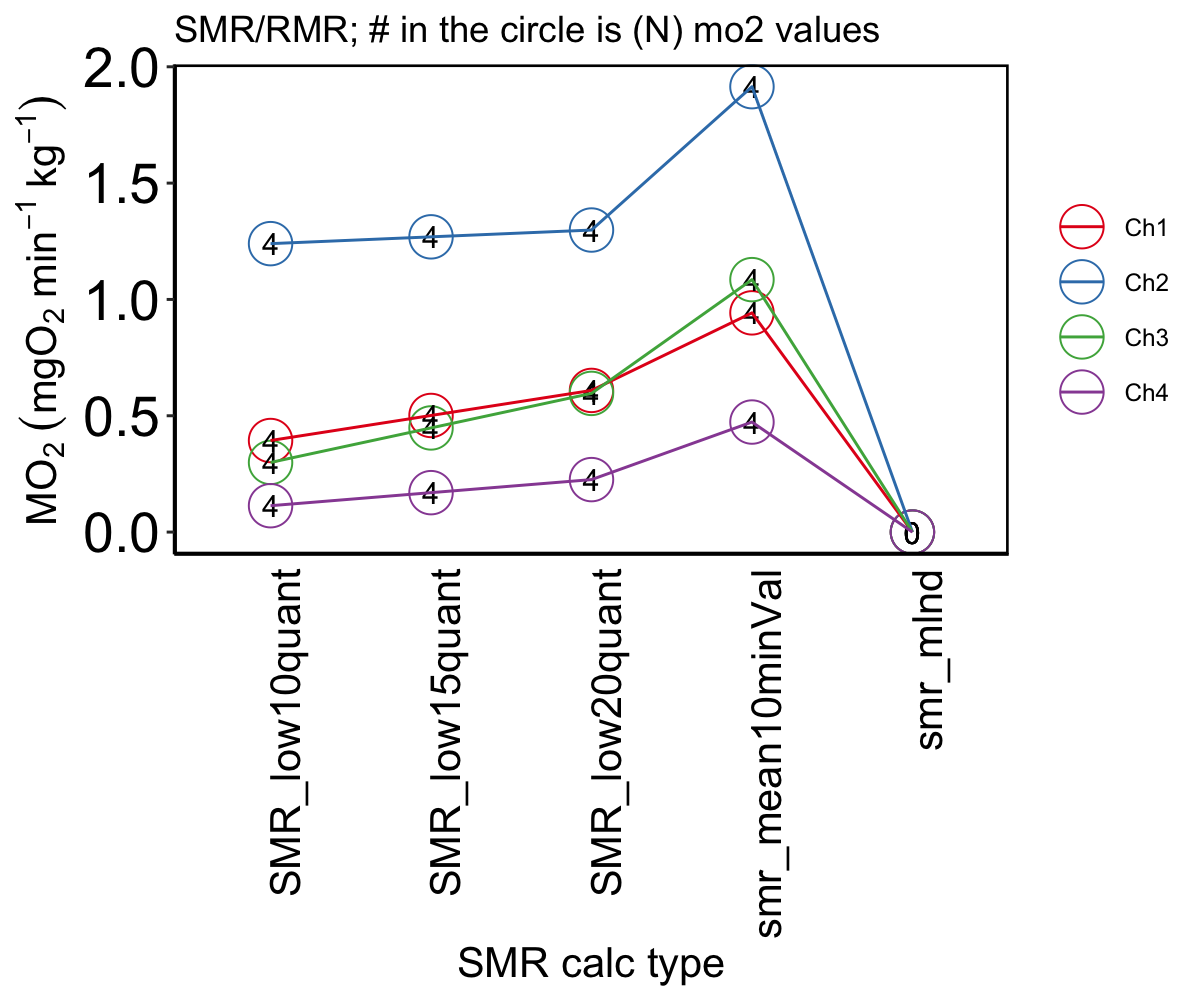 SMR/RMR; # in the circle is (N) mo2 values
MO₂ (mgO₂ min⁻¹ kg⁻¹)
2.0
1.5
1.0
0.5
0.0
4 4 4 4
4 4 4 4
4 4 4 4
4 4 4 4
0
Ch1
Ch2
Ch3
Ch4
SMR_low10quant
SMR_low15quant
SMR_low20quant
smr_mean10minVal
smr_mlnd
SMR calc type